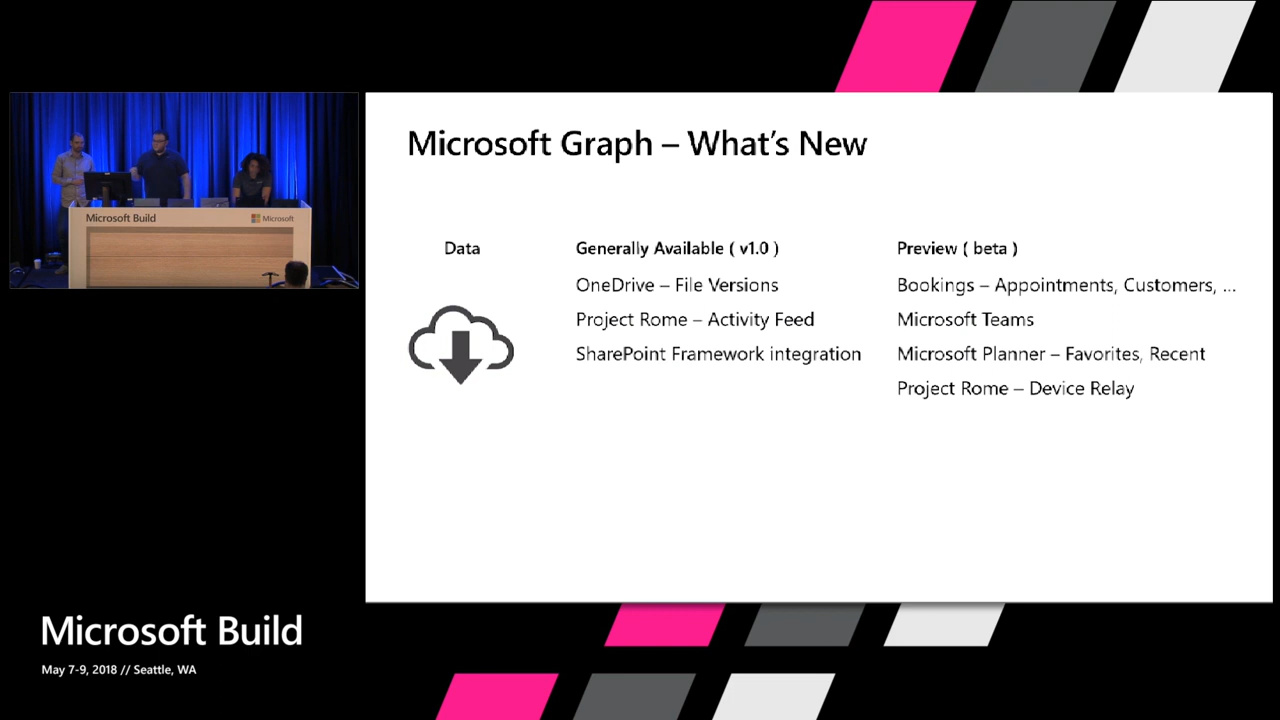 Microsoft Build
Microsoft
Microsoft Graph – What's New
Data
Generally Available ( v1.0 )
OneDrive – File Versions
Project Rome – Activity Feed
SharePoint Framework integration
Preview ( beta )
Bookings – Appointments, Customers, ...
Microsoft Teams
Microsoft Planner – Favorites, Recent
Project Rome – Device Relay
Microsoft Build
May 7-9, 2018 // Seattle, WA